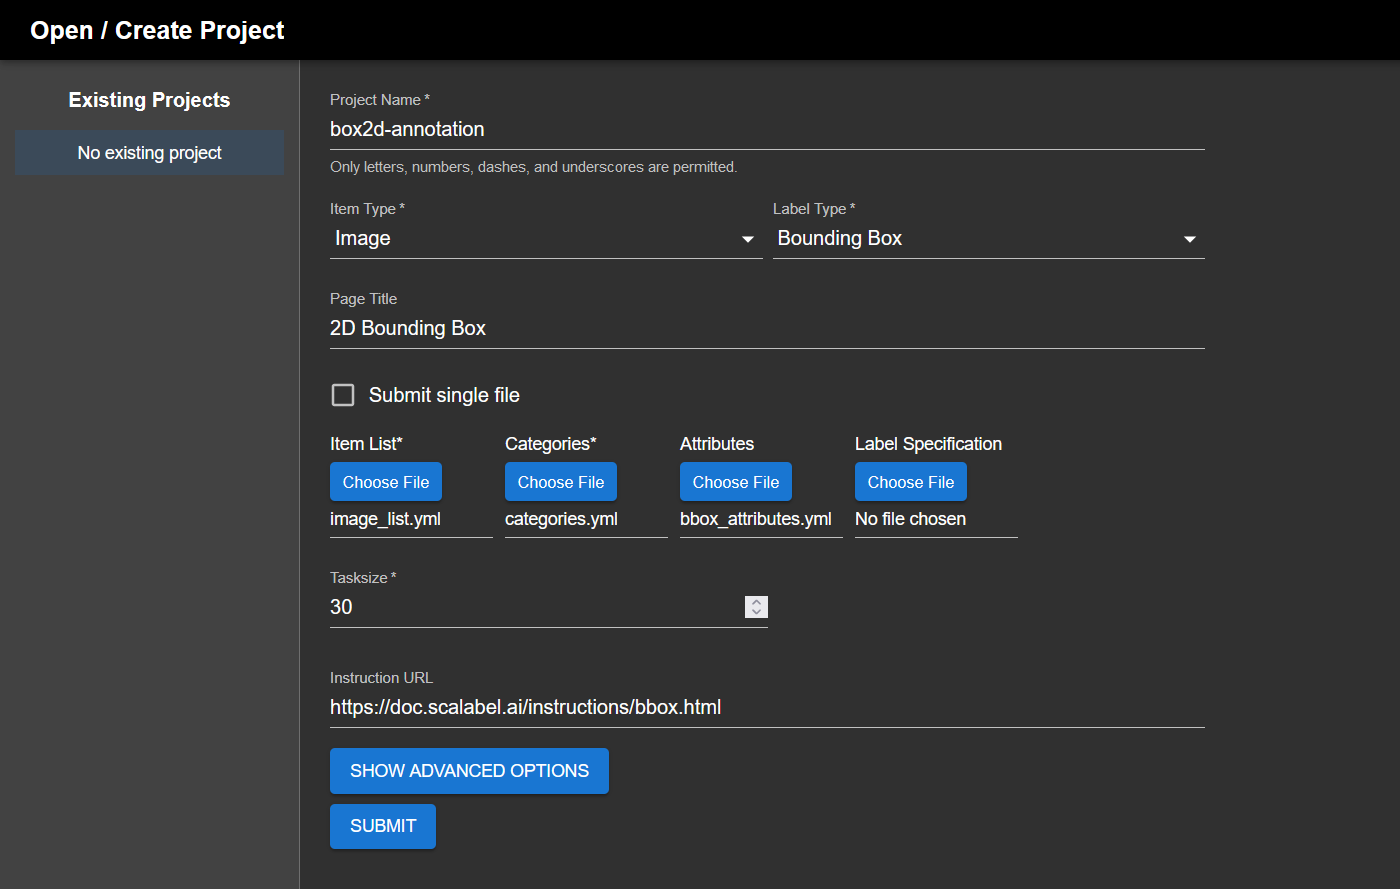 Open / Create Project
Existing Projects
No existing project
Project Name *
box2d-annotation
Only letters, numbers, dashes, and underscores are permitted.
Item Type * Label Type *
Image Bounding Box
Page Title
2D Bounding Box
Submit single file
Item List* Categories* Attributes Label Specification
Choose File Choose File Choose File Choose File
image_list.yml categories.yml bbox_attributes.yml No file chosen
Tasksize *
30
Instruction URL
https://doc.scalabel.ai/instructions/bbox.html
SHOW ADVANCED OPTIONS
SUBMIT